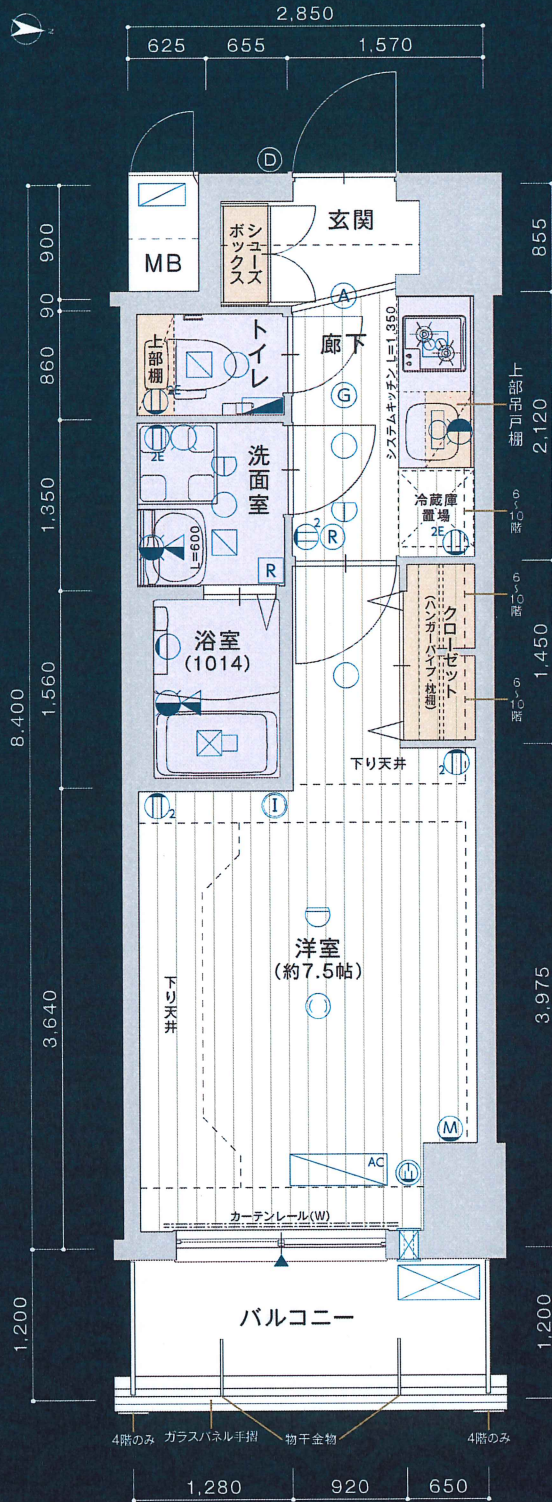 N
2,850
625
655
1,570
D
900
90
860
1,350
1,560
3,640
8,400
1,200
855
2,120
1,450
3,975
1,200
MB
シューズ
ボックス
玄関
A
廊下
G
システムキッチン L=1,350
上部吊戸棚
上部棚
2E
トイレ
2E
洗面室
L=600
R
2
R
冷蔵庫
置場
2E
6~10階
6~10階
6~10階
浴室
(1014)
クローゼット
(ハンガーパイプ・枕棚)
下り天井
2
2
I
洋室
(約7.5帖)
下り天井
M
AC
カーテンレール(W)
バルコニー
4階のみ
ガラスパネル手摺
物干金物
4階のみ
1,280
920
650